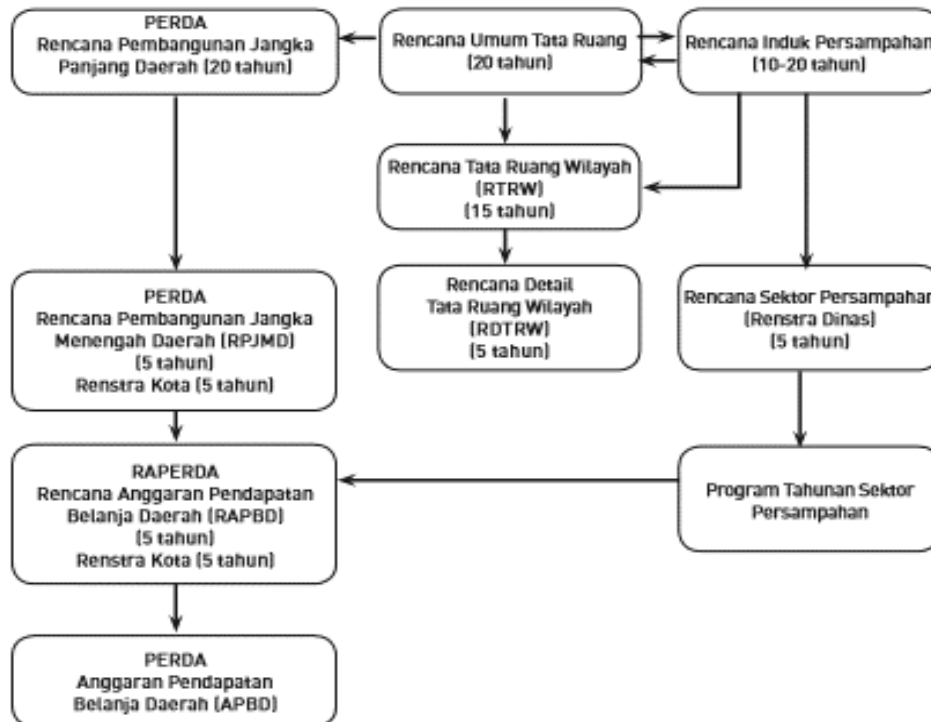 PERDA
Rencana Pembangunan Jangka
Panjang Daerah (20 tahun)
Rencana Umum Tata Ruang
(20 tahun)
Rencana Induk Persampahan
(10-20 tahun)
Rencana Tata Ruang Wilayah
(RTRW)
(15 tahun)
PERDA
Rencana Pembangunan Jangka
Menengah Daerah (RPJMD)
(5 tahun)
Renstra Kota (5 tahun)
Rencana Detail
Tata Ruang Wilayah
(RDTRW)
(5 tahun)
Rencana Sektor Persampahan
(Renstra Dinas)
(5 tahun)
RAPERDA
Rencana Anggaran Pendapatan
Belanja Daerah (RAPBD)
(5 tahun)
Renstra Kota (5 tahun)
Program Tahunan Sektor
Persampahan
PERDA
Anggaran Pendapatan
Belanja Daerah (APBD)